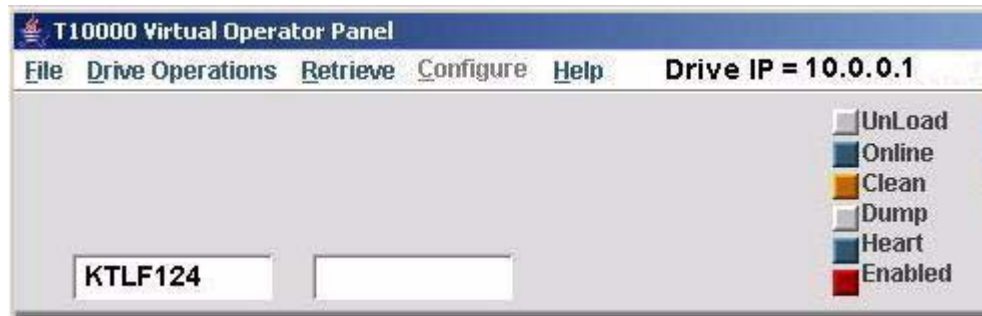 T10000 Virtual Operator Panel
File Drive Operations Retrieve Configure Help Drive IP = 10.0.0.1
UnLoad
Online
Clean
Dump
Heart
Enabled
KTLF124